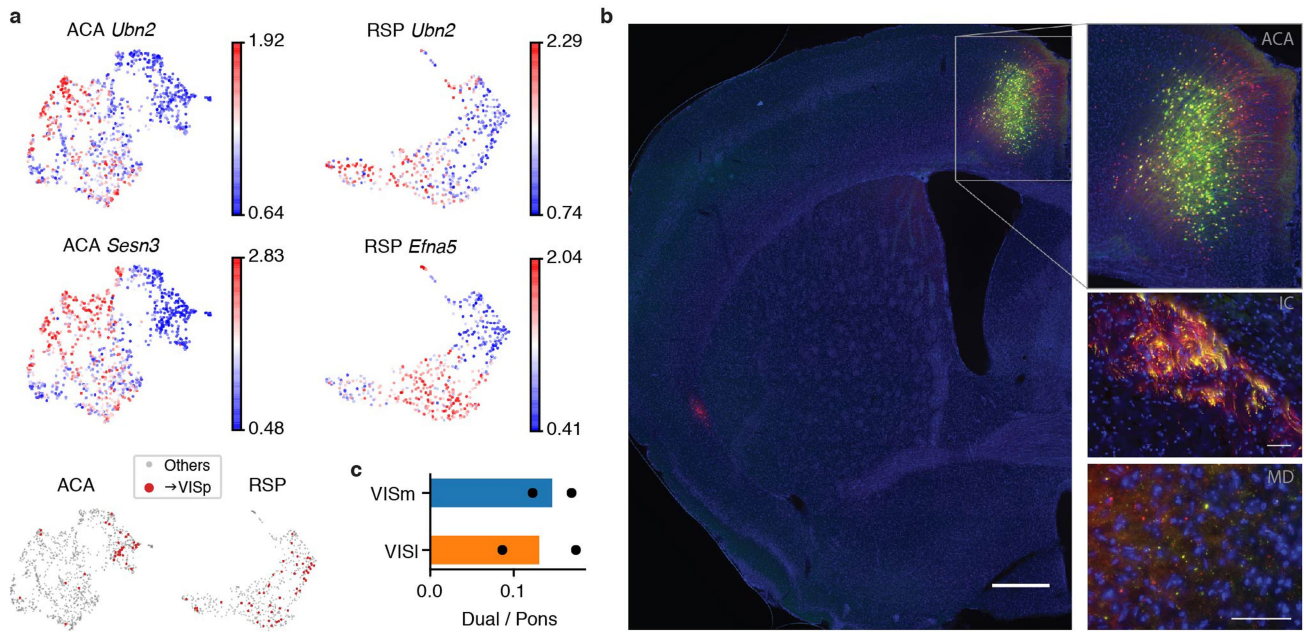 a
ACA Ubn2
1.92
0.64
RSP Ubn2
2.29
0.74
ACA Sesn3
2.83
0.48
RSP Efna5
2.04
0.41
Others
→VISp
ACA
RSP
c
VISm
VISl
0.0
0.1
Dual / Pons
b
ACA
IC
MD